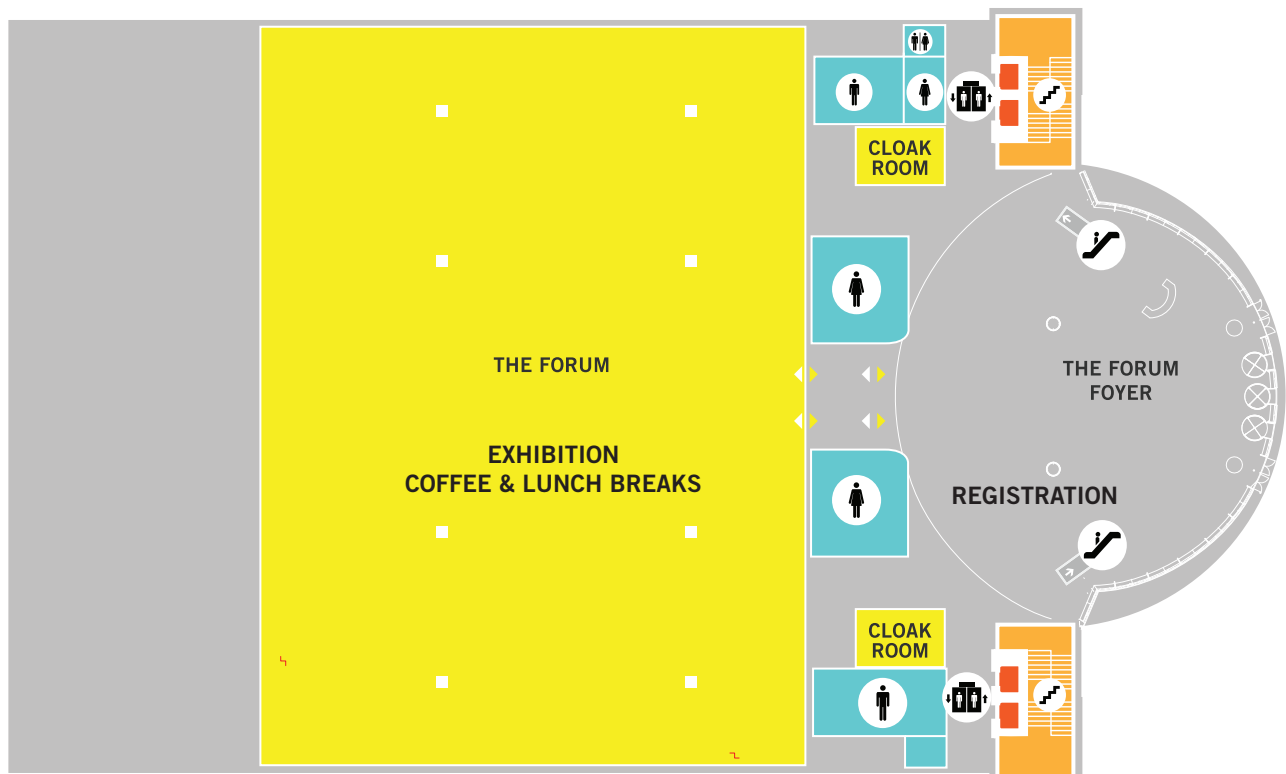 CLOAK
ROOM
THE FORUM
THE FORUM
FOYER
EXHIBITION
COFFEE & LUNCH BREAKS
REGISTRATION
CLOAK
ROOM